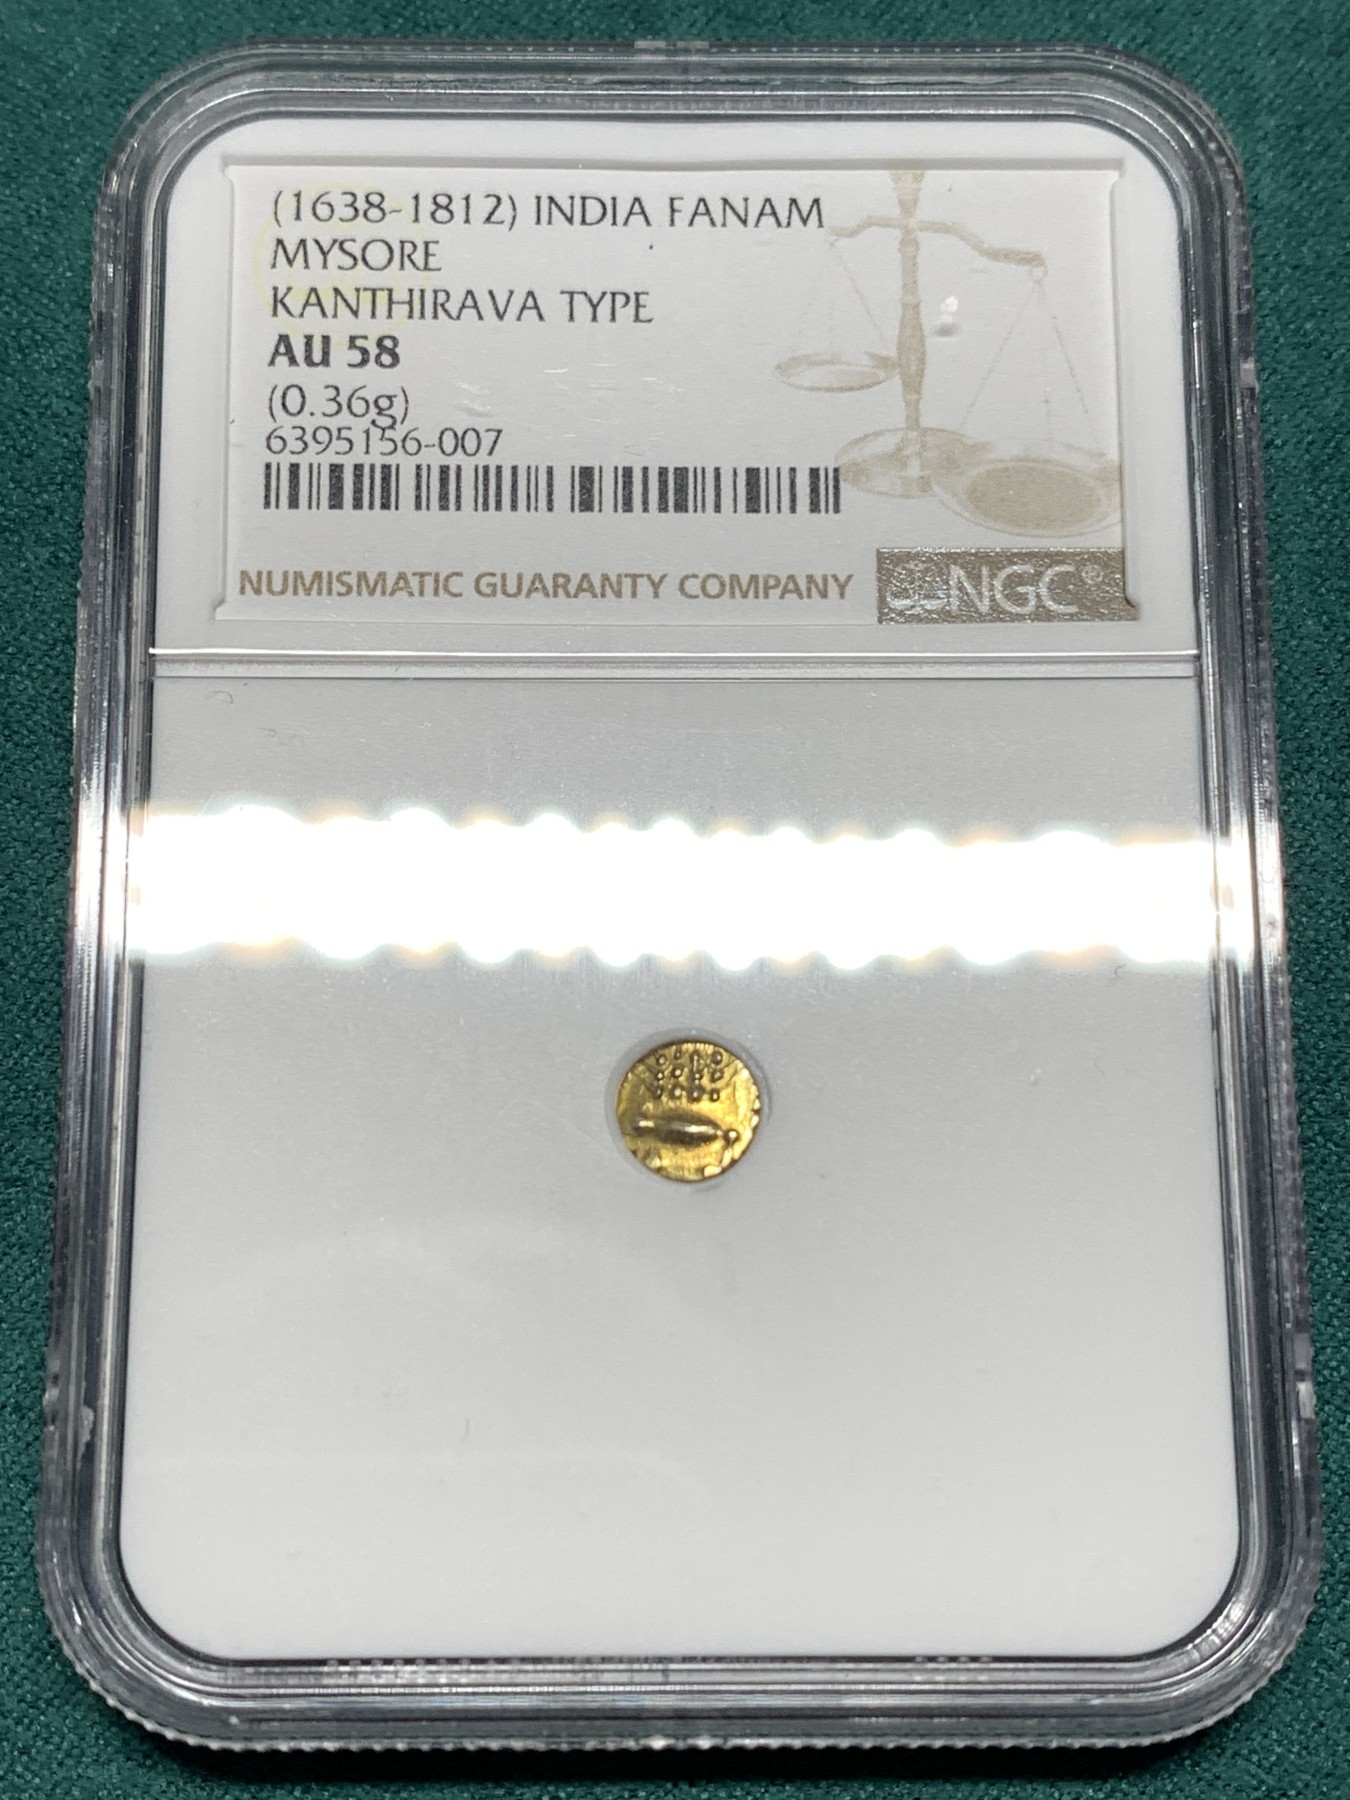 (1638-1812) INDIA FANAM
MYSORE
KANTHIRAVA TYPE
AU 58
(0.36g)
6395156-007
NUMISMATIC GUARANTY COMPANY
NGC®